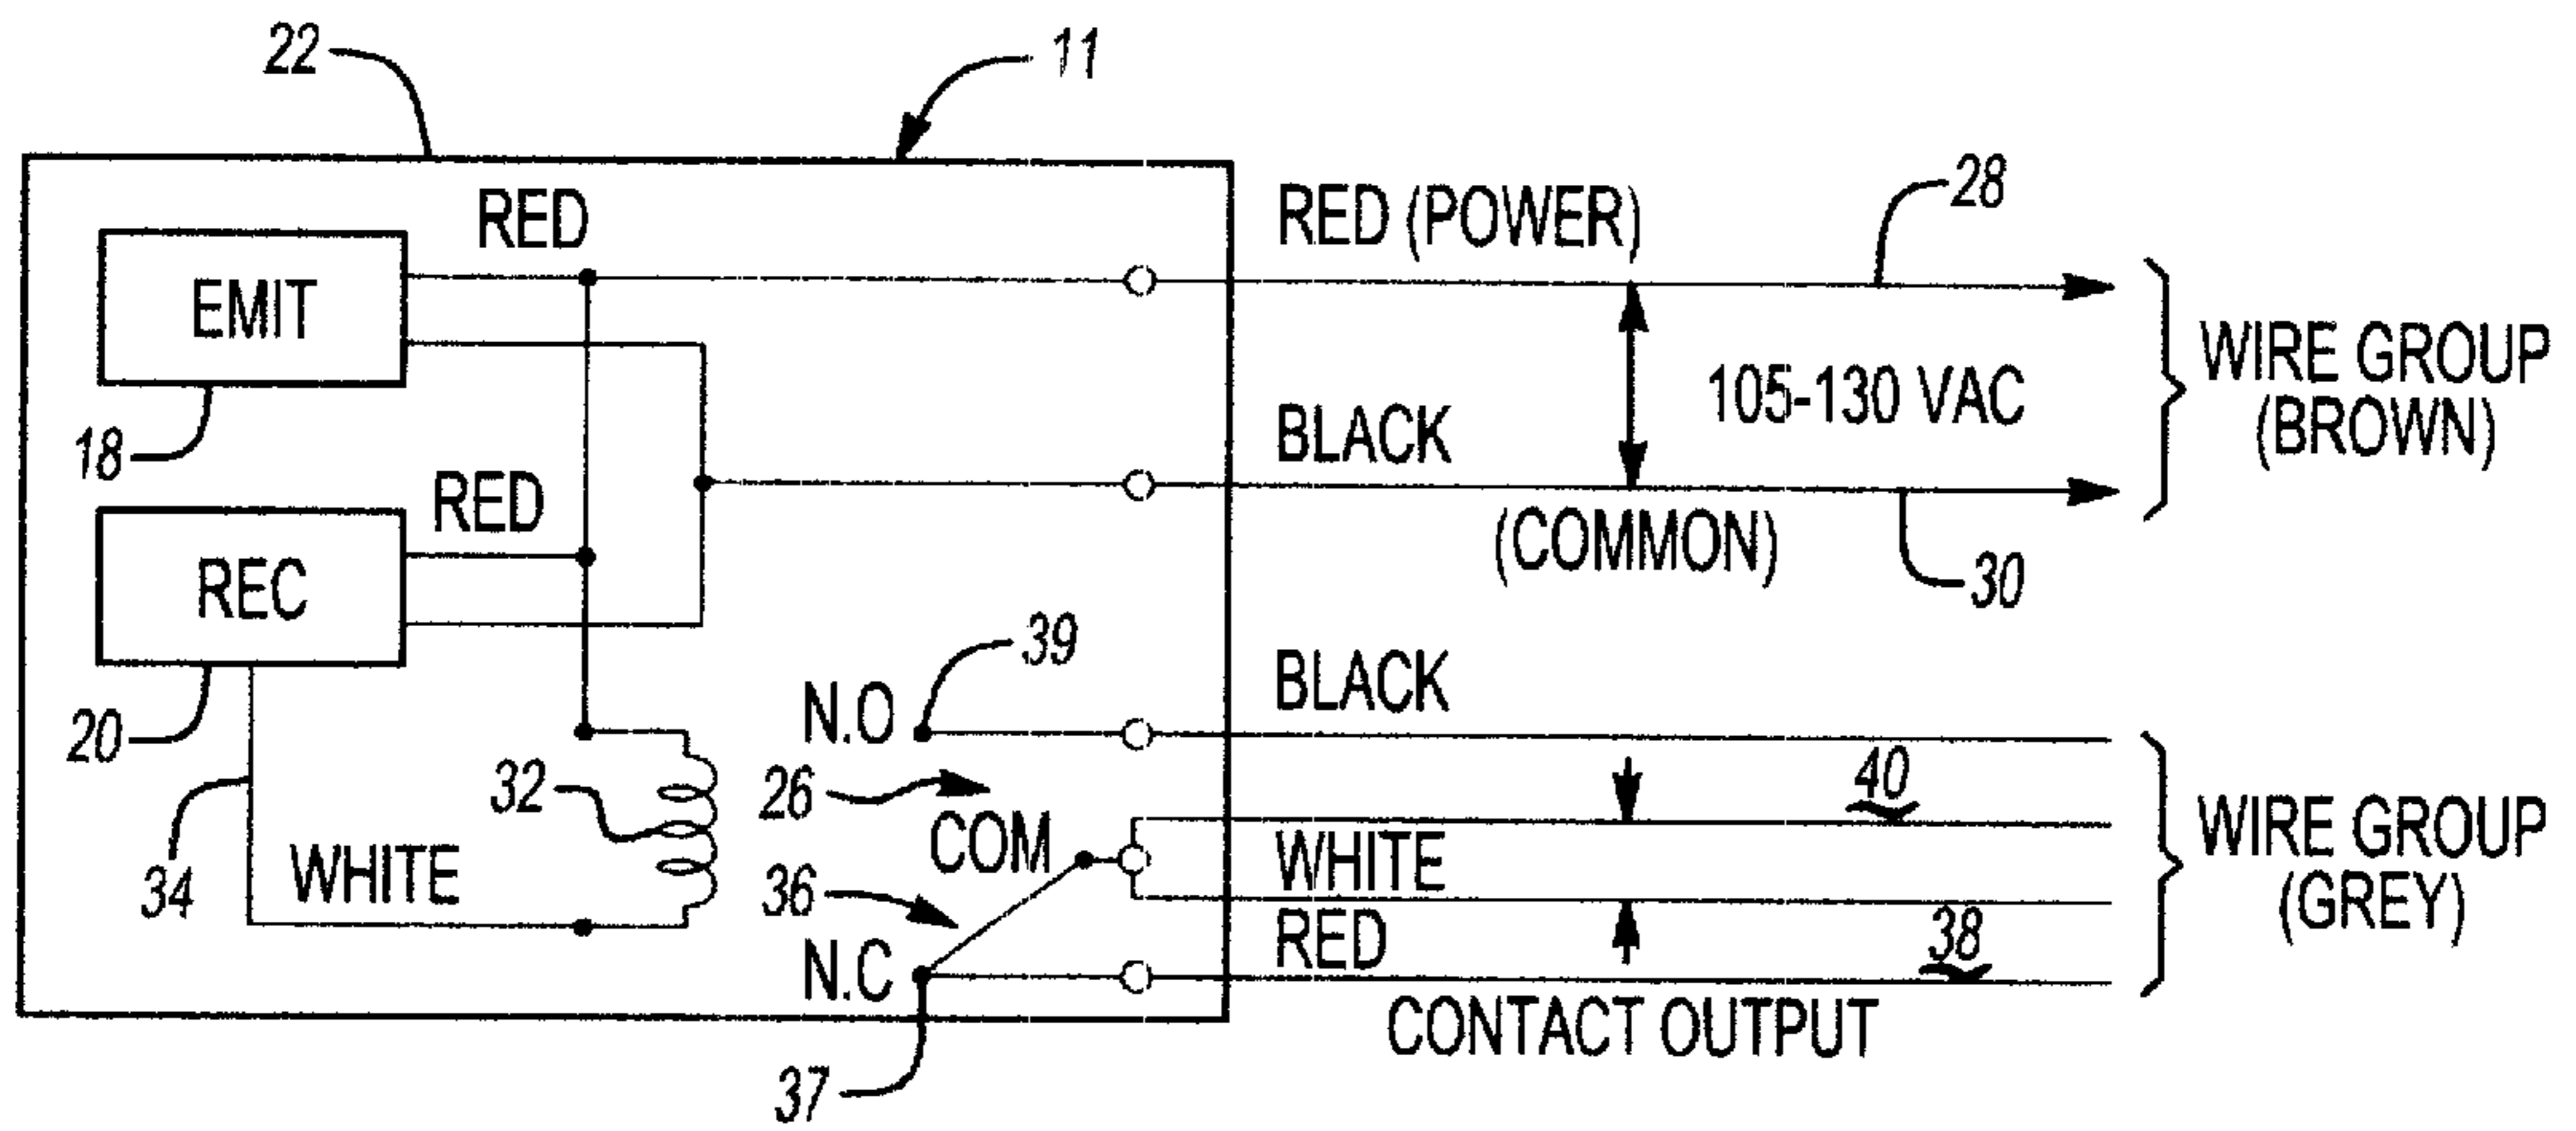 22
11
RED
RED (POWER)
28
EMIT
WIRE GROUP
(BROWN)
105-130 VAC
18
BLACK
RED
(COMMON)
REC
30
39
BLACK
N.O
20
40
32
26
COM
WIRE GROUP
(GREY)
WHITE
34
WHITE
36
RED
38
N.C
CONTACT OUTPUT
37